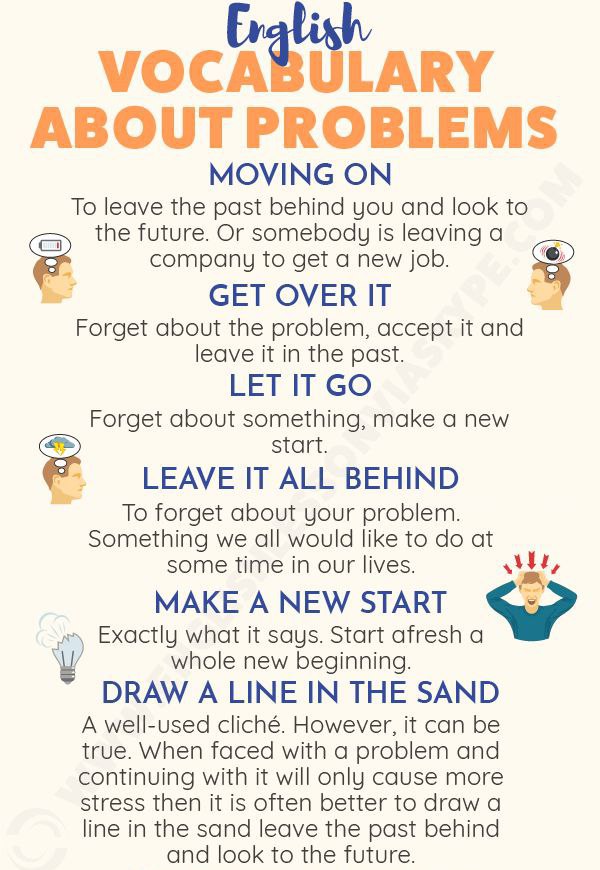 English
VOCABULARY
ABOUT PROBLEMS
MOVING ON
To leave the past behind you and look to
the future. Or somebody is leaving a
company to get a new job.
GET OVER IT
Forget about the problem, accept it and
leave it in the past.
LET IT GO
Forget about something, make a new
start.
LEAVE IT ALL BEHIND
To forget about your problem.
Something we all would like to do at
some time in our lives.
MAKE A NEW START
Exactly what it says. Start afresh a
whole new beginning.
DRAW A LINE IN THE SAND
A well-used cliché. However, it can be
true. When faced with a problem and
continuing with it will only cause more
stress then it is often better to draw a
line in the sand leave the past behind
and look to the future.
WWW.ENGLISHLESSONVIASKYPE.COM